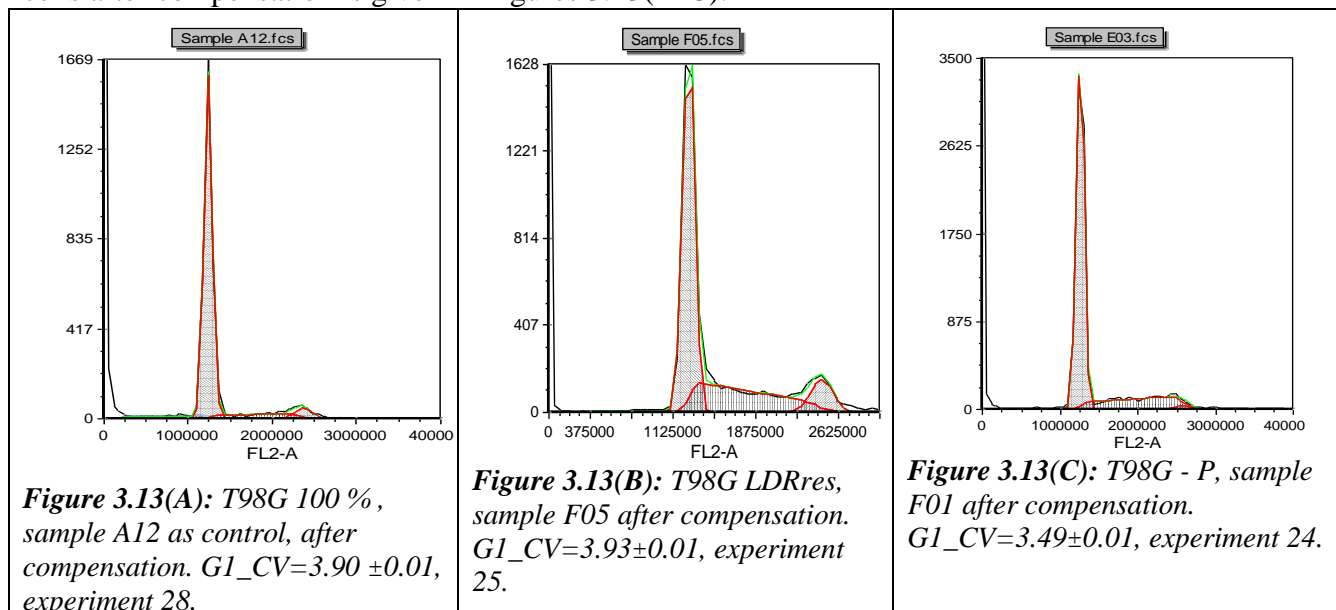 Sample A12.fcs
1669
1252
835
417
0
0 1000000 2000000 3000000 40000
FL2-A
Figure 3.13(A): T98G 100 % ,
sample A12 as control, after
compensation. G1_CV=3.90 ±0.01,
experiment 28.
Sample F05.fcs
1628
1221
814
407
0
0 375000 1125000 1875000 2625000
FL2-A
Figure 3.13(B): T98G LDRres,
sample F05 after compensation.
G1_CV=3.93±0.01, experiment
25.
Sample E03.fcs
3500
2625
1750
875
0
0 1000000 2000000 3000000 40000
FL2-A
Figure 3.13(C): T98G - P, sample
F01 after compensation.
G1_CV=3.49±0.01, experiment 24.